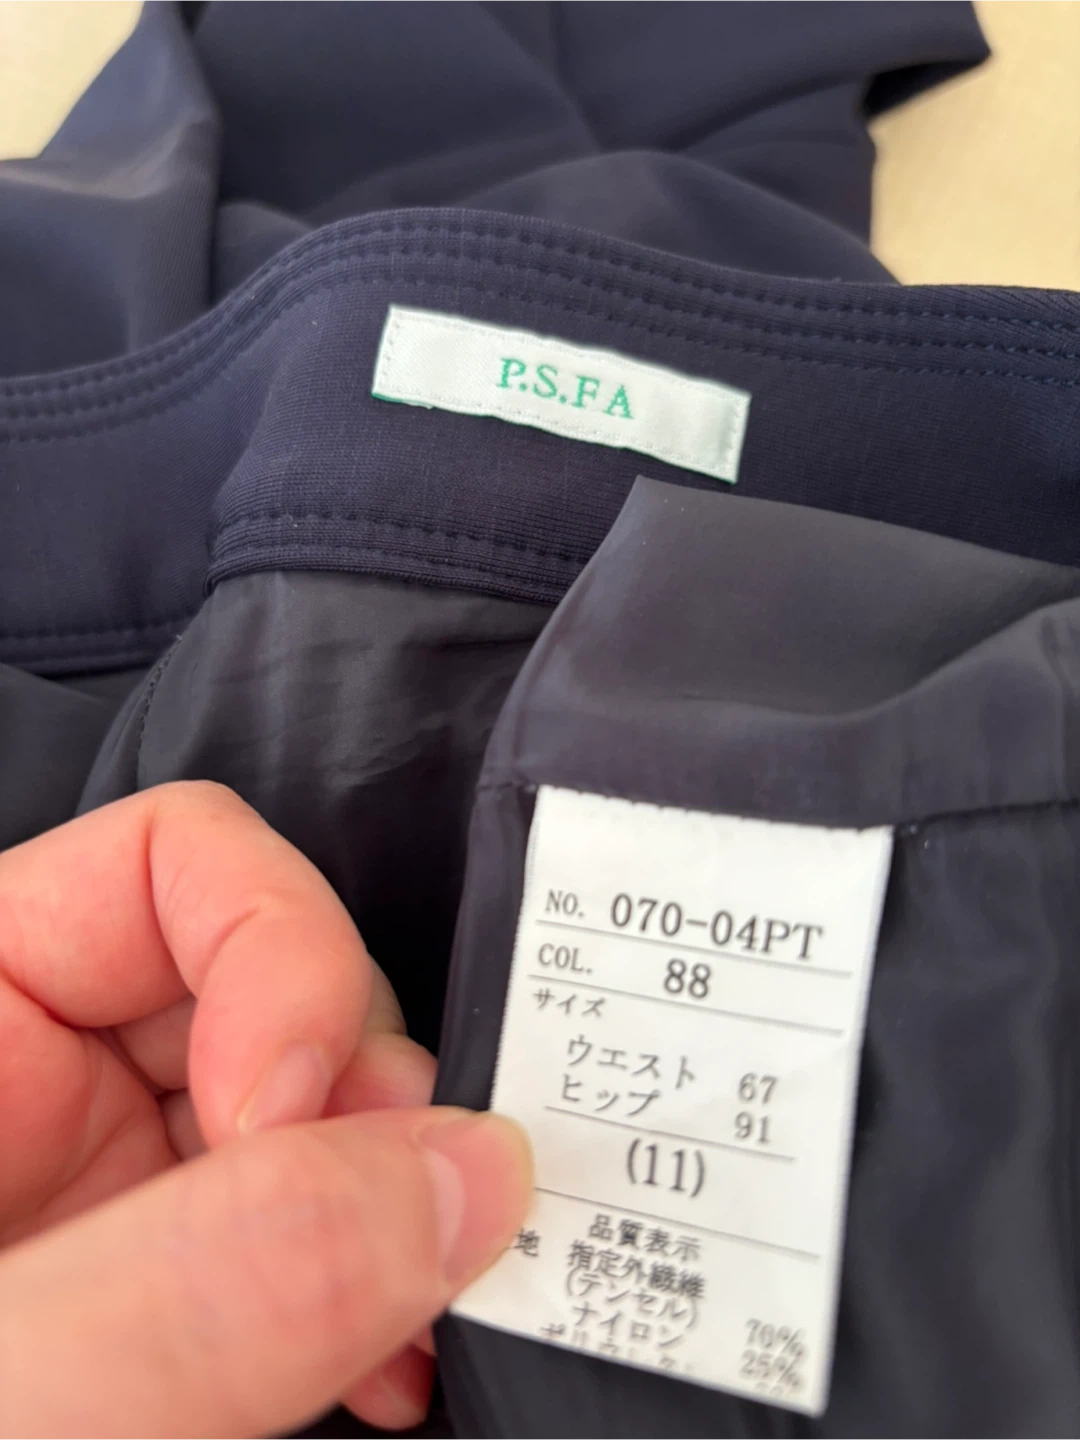 P.S.FA
NO. 070-04PT
COL. 88
サイズ
ウエスト 67
ヒップ 91
(11)
品質表示
地 指定外繊維
(テンセル) 70%
ナイロン 25%